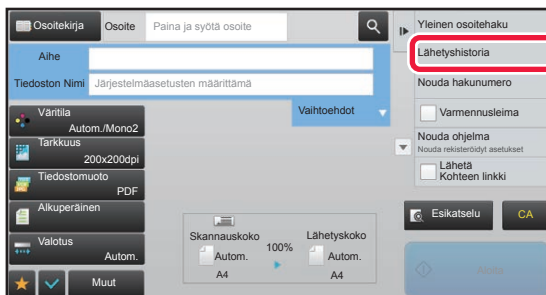 Osoitekirja
Osoite
Paina ja syötä osoite
Aihe
Tiedoston Nimi
Järjestelmäasetusten määrittämä
Vaihtoehdot
Väritila
Autom./Mono2
Tarkkuus
200x200dpi
Tiedostomuoto
PDF
Alkuperäinen
Valotus
Autom.
Muut
Skannauskoko
Autom.
A4
100%
Lähetyskoko
Autom.
A4
Yleinen osoitehaku
Lähetyshistoria
Nouda hakunumero
Varmennusleima
Nouda ohjelma
Nouda rekisteröidyt asetukset
Lähetä
Kohteen linkki
Esikatselu
CA